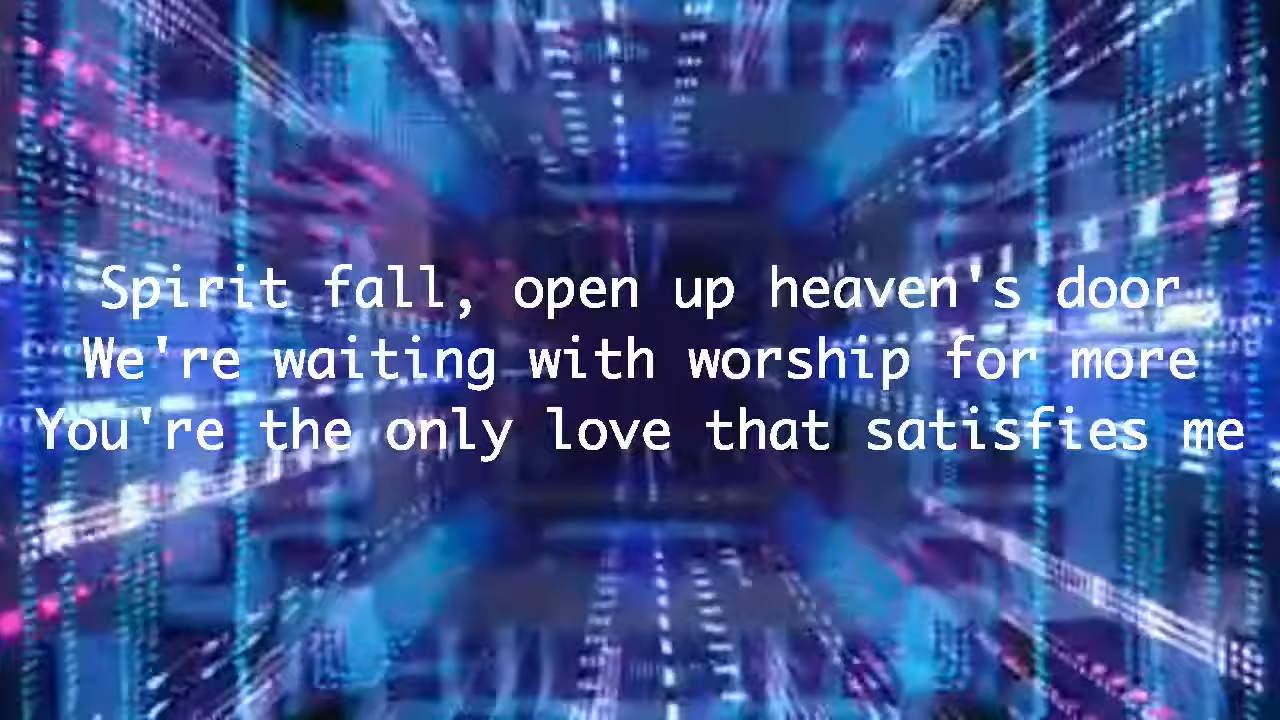 Spirit fall, open up heaven's door
We're waiting with worship for more
You're the only love that satisfies me